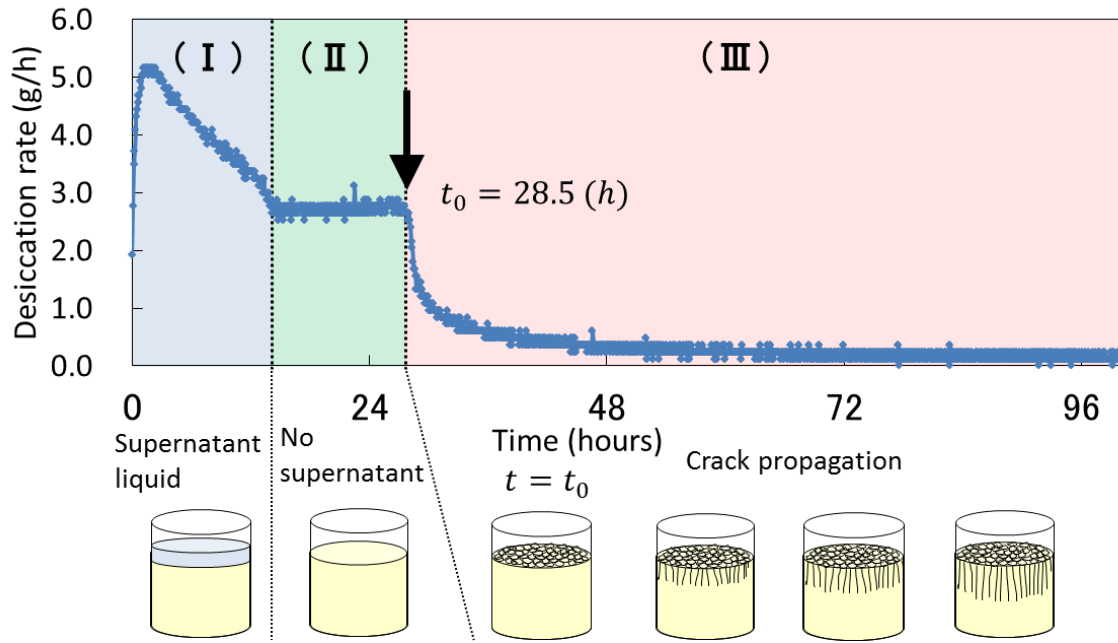 Desiccation rate (g/h)
6.0
5.0
4.0
3.0
2.0
1.0
0.0
( Ⅰ )
( Ⅱ )
( Ⅲ )
t₀ = 28.5 (h)
0
24
48
72
96
Time (hours)
Supernatant
liquid
No
supernatant
t = t₀
Crack propagation